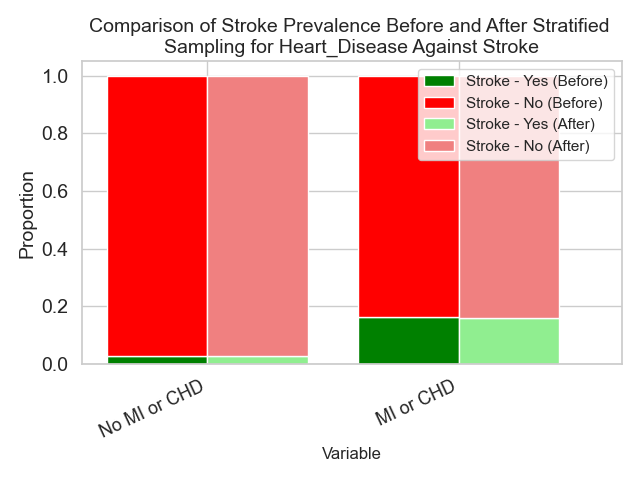 Comparison of Stroke Prevalence Before and After Stratified
Sampling for Heart_Disease Against Stroke
Stroke - Yes (Before)
Stroke - No (Before)
Stroke - Yes (After)
Stroke - No (After)
Proportion
1.0
0.8
0.6
0.4
0.2
0.0
No MI or CHD
MI or CHD
Variable